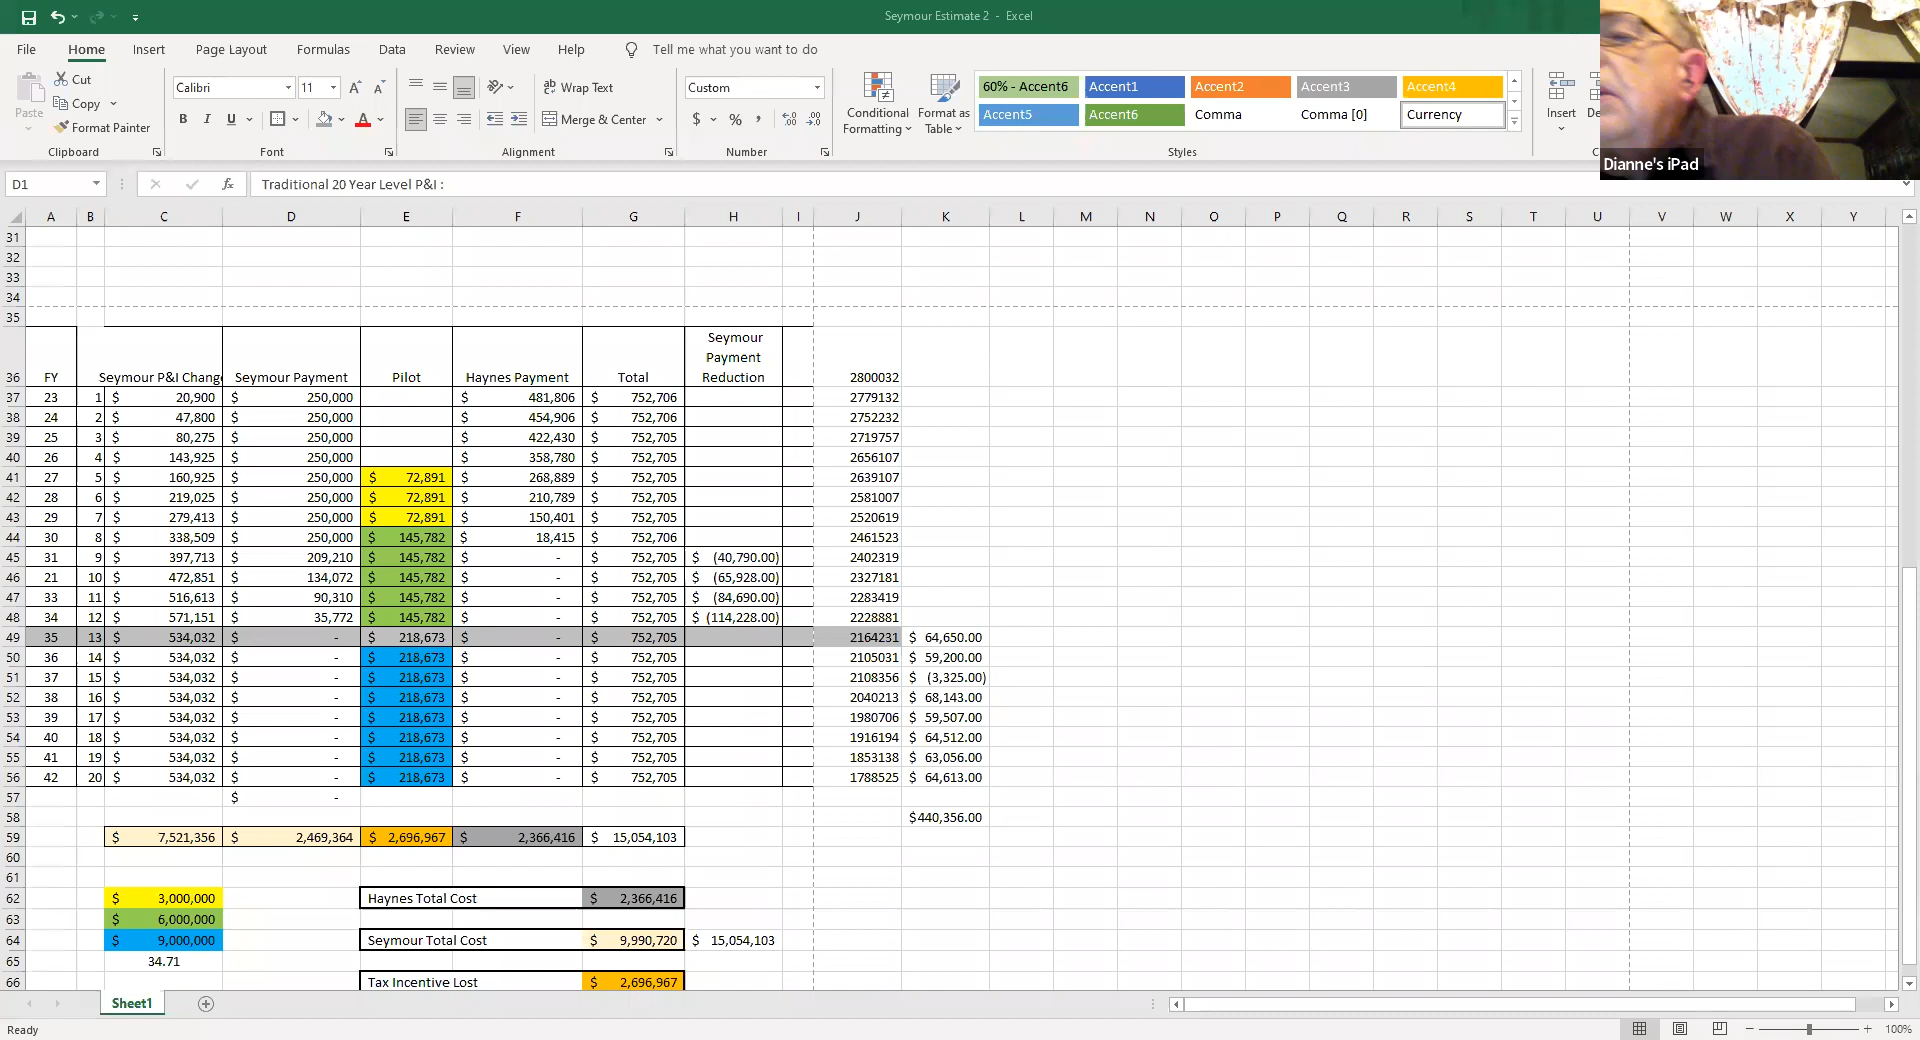 Seymour Estimate 2 - Excel
File Home Insert Page Layout Formulas Data Review View Help Tell me what you want to do
Paste
Cut
Copy
Format Painter
Clipboard
Calibri 11
B I U
Font
ab Wrap Text
Merge & Center
Alignment
Custom
$ % ,
Number
Conditional Formatting
Format as Table
60% - Accent6 Accent1 Accent2 Accent3 Accent4
Accent5 Accent6 Comma Comma [0] Currency
Styles
Insert
Dianne's iPad
D1 fx Traditional 20 Year Level P&I :
A B C D E F G H I J K L M N O P Q R S T U V W X Y
31
32
33
34
35
36 FY Seymour P&I Chang Seymour Payment Pilot Haynes Payment Total Seymour Payment Reduction 2800032
37 23 1 $ 20,900 $ 250,000 $ 481,806 $ 752,706 2779132
38 24 2 $ 47,800 $ 250,000 $ 454,906 $ 752,706 2752232
39 25 3 $ 80,275 $ 250,000 $ 422,430 $ 752,705 2719757
40 26 4 $ 143,925 $ 250,000 $ 358,780 $ 752,705 2656107
41 27 5 $ 160,925 $ 250,000 $ 72,891 $ 268,889 $ 752,705 2639107
42 28 6 $ 219,025 $ 250,000 $ 72,891 $ 210,789 $ 752,705 2581007
43 29 7 $ 279,413 $ 250,000 $ 72,891 $ 150,401 $ 752,705 2520619
44 30 8 $ 338,509 $ 250,000 $ 145,782 $ 18,415 $ 752,706 2461523
45 31 9 $ 397,713 $ 209,210 $ 145,782 $ - $ 752,705 $ (40,790.00) 2402319
46 21 10 $ 472,851 $ 134,072 $ 145,782 $ - $ 752,705 $ (65,928.00) 2327181
47 33 11 $ 516,613 $ 90,310 $ 145,782 $ - $ 752,705 $ (84,690.00) 2283419
48 34 12 $ 571,151 $ 35,772 $ 145,782 $ - $ 752,705 $ (114,228.00) 2228881
49 35 13 $ 534,032 $ - $ 218,673 $ - $ 752,705 2164231 $ 64,650.00
50 36 14 $ 534,032 $ - $ 218,673 $ - $ 752,705 2105031 $ 59,200.00
51 37 15 $ 534,032 $ - $ 218,673 $ - $ 752,705 2108356 $ (3,325.00)
52 38 16 $ 534,032 $ - $ 218,673 $ - $ 752,705 2040213 $ 68,143.00
53 39 17 $ 534,032 $ - $ 218,673 $ - $ 752,705 1980706 $ 59,507.00
54 40 18 $ 534,032 $ - $ 218,673 $ - $ 752,705 1916194 $ 64,512.00
55 41 19 $ 534,032 $ - $ 218,673 $ - $ 752,705 1853138 $ 63,056.00
56 42 20 $ 534,032 $ - $ 218,673 $ - $ 752,705 1788525 $ 64,613.00
57 $ -
58 $440,356.00
59 $ 7,521,356 $ 2,469,364 $ 2,696,967 $ 2,366,416 $ 15,054,103
60
61
62 $ 3,000,000 Haynes Total Cost $ 2,366,416
63 $ 6,000,000
64 $ 9,000,000 Seymour Total Cost $ 9,990,720 $ 15,054,103
65 34.71
66 Tax Incentive Lost $ 2,696,967
Sheet1
Ready
100%